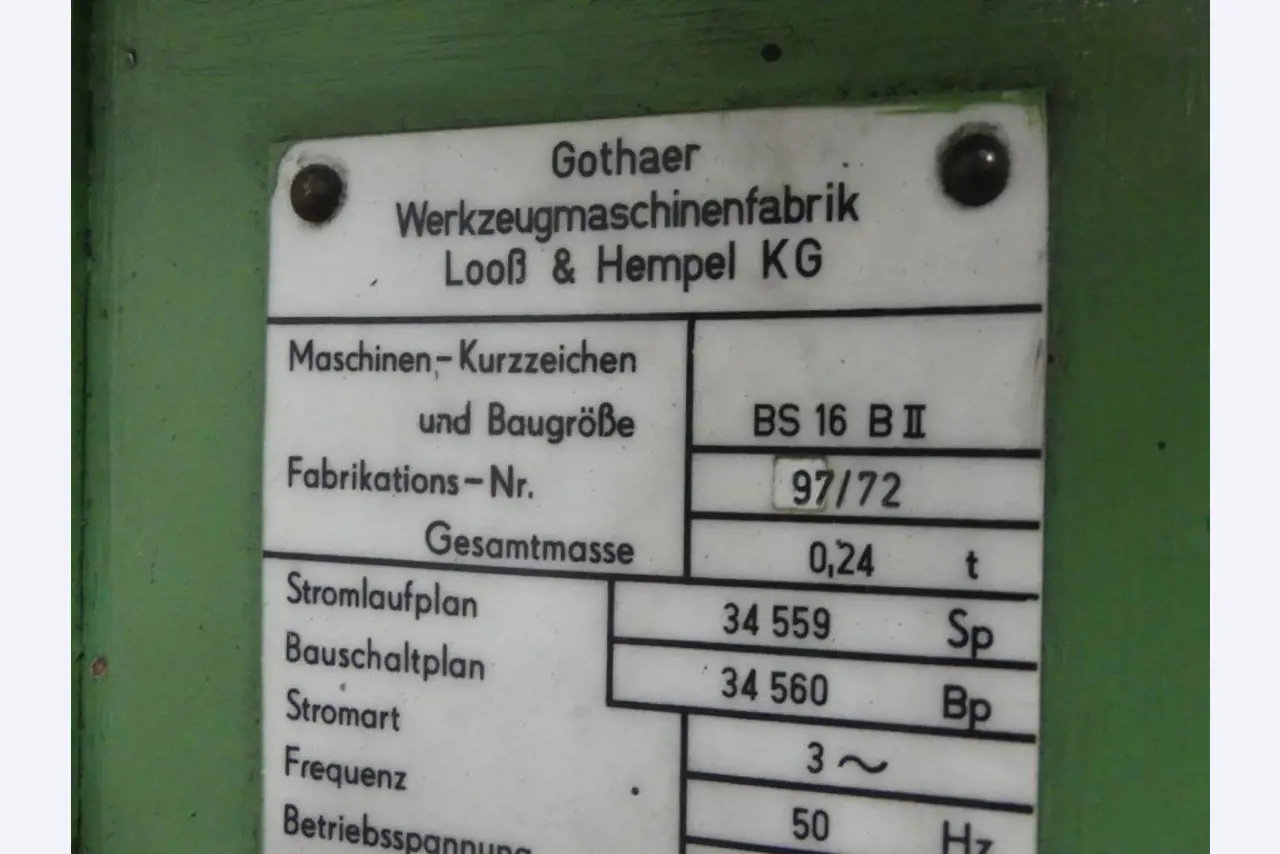 Gothaer
Werkzeugmaschinenfabrik
Looß & Hempel KG
Maschinen,-Kurzzeichen
und Baugröße BS 16 B II
Fabrikations-Nr. 97/72
Gesamtmasse 0,24 t
Stromlaufplan 34 559 Sp
Bauschaltplan 34 560 Bp
Stromart 3 ~
Frequenz 50 Hz
Betriebsspannung